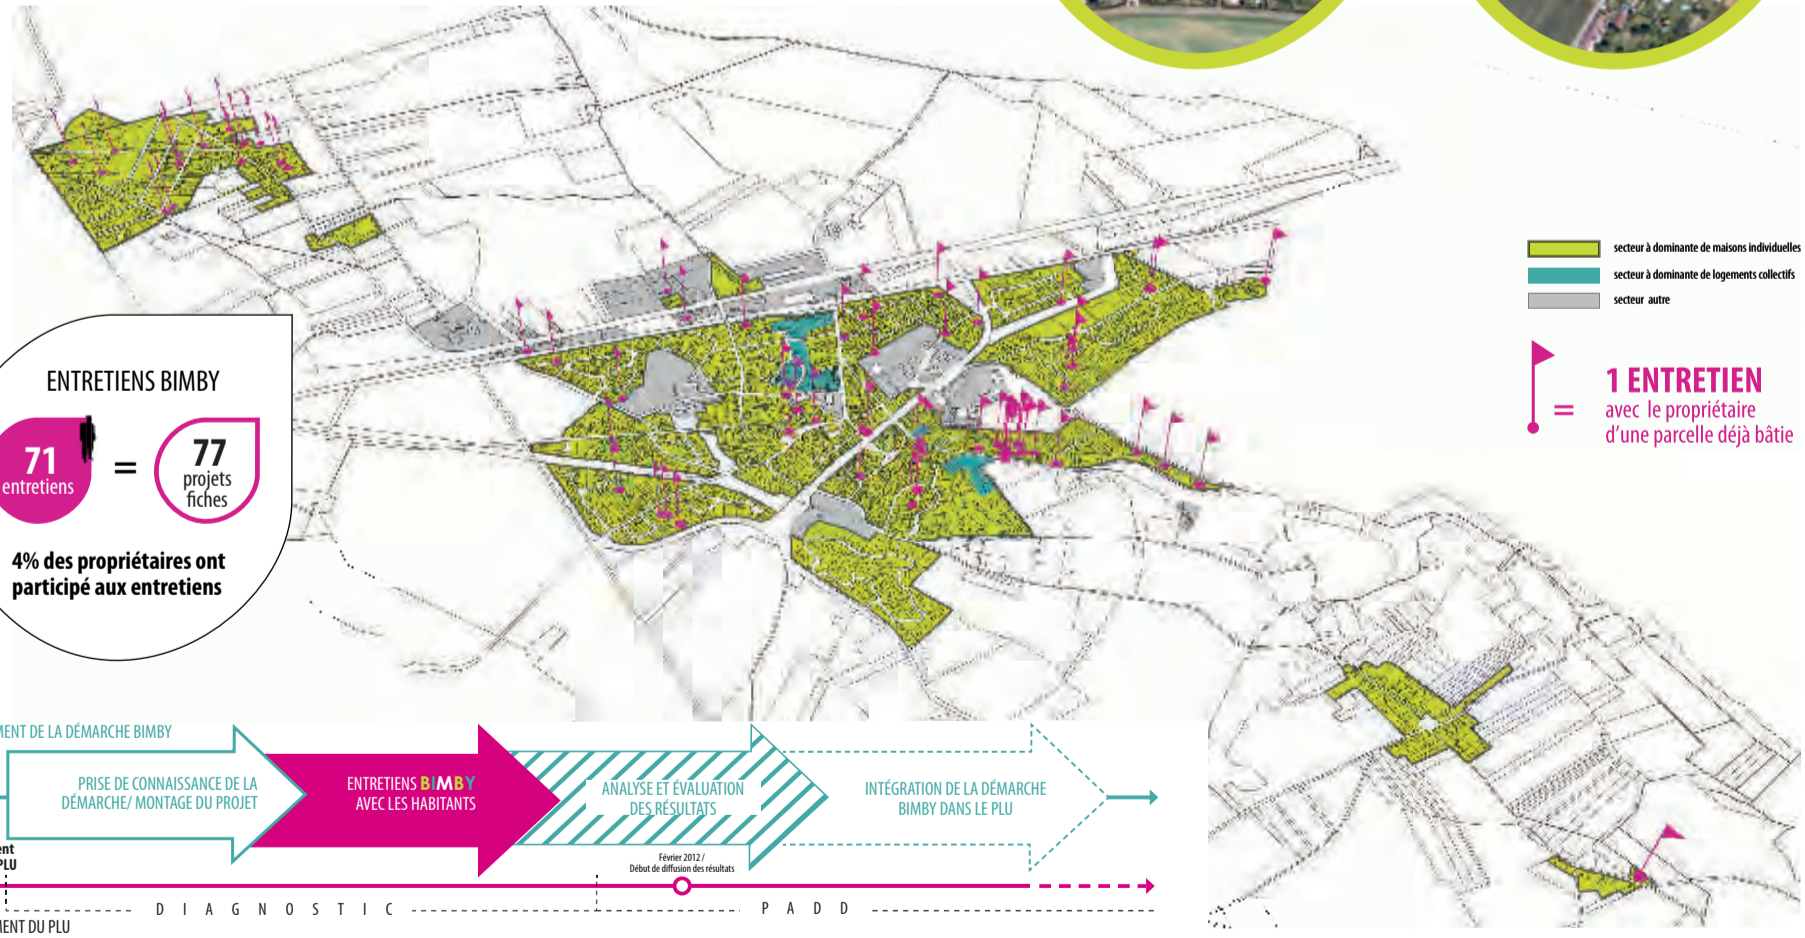 secteur à dominante de maisons individuelles
secteur à dominante de logements collectifs
secteur autre
1 ENTRETIEN
=
avec le propriétaire
d'une parcelle déjà bâtie
ENTRETIENS BIMBY
71
entretiens
=
77
projets
fiches
4% des propriétaires ont
participé aux entretiens
MENT DE LA DÉMARCHE BIMBY
PRISE DE CONNAISSANCE DE LA
DÉMARCHE/ MONTAGE DU PROJET
ENTRETIENS BIMBY
AVEC LES HABITANTS
ANALYSE ET ÉVALUATION
DES RÉSULTATS
INTÉGRATION DE LA DÉMARCHE
BIMBY DANS LE PLU
ent
PLU
Février 2012 /
Début de diffusion des résultats
DIAGNOSTIC
PADD
MENT DU PLU